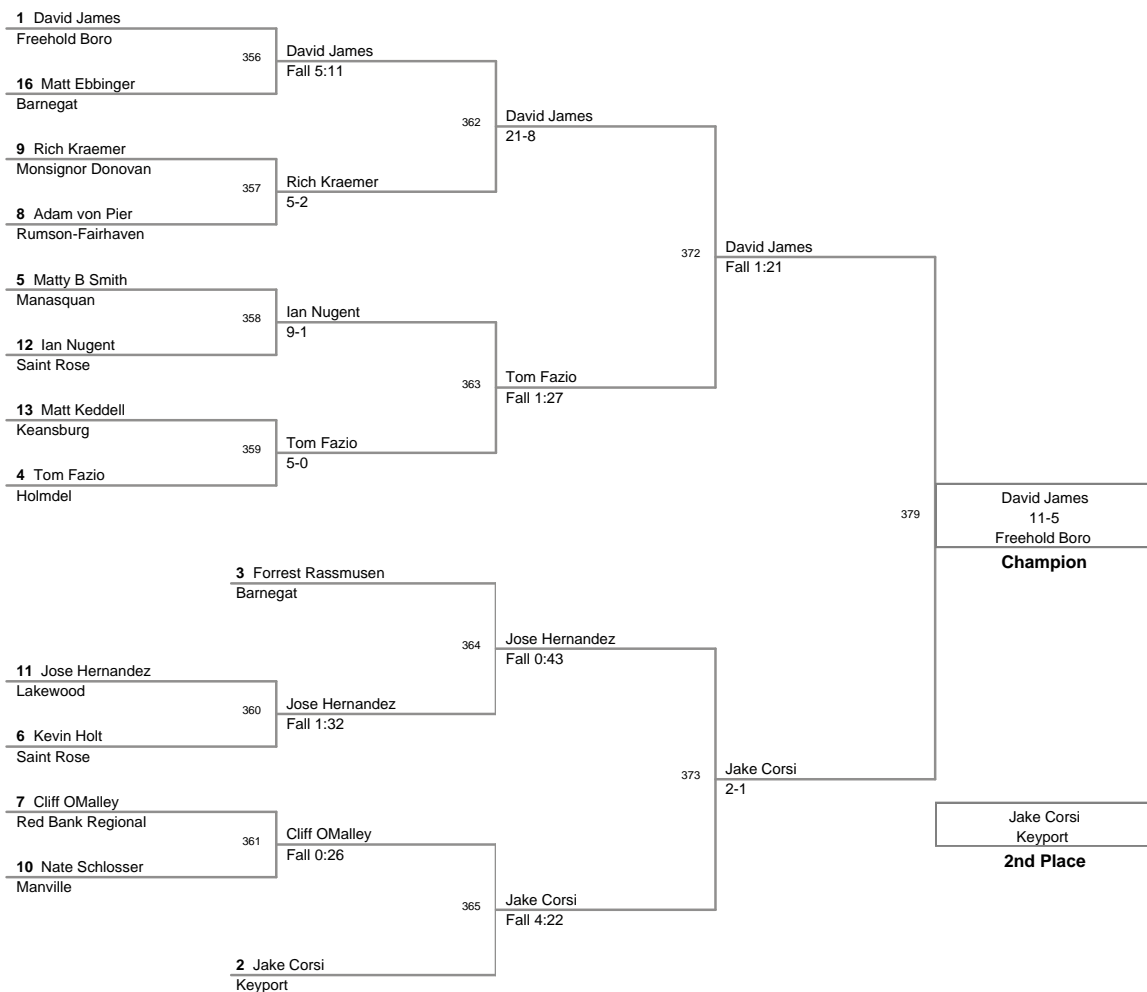 1 David James
Freehold Boro
356
David James
Fall 5:11
16 Matt Ebbinger
Barnegat
362
David James
21-8
9 Rich Kraemer
Monsignor Donovan
357
Rich Kraemer
5-2
8 Adam von Pier
Rumson-Fairhaven
372
David James
Fall 1:21
5 Matty B Smith
Manasquan
358
Ian Nugent
9-1
12 Ian Nugent
Saint Rose
363
Tom Fazio
Fall 1:27
13 Matt Keddell
Keansburg
359
Tom Fazio
5-0
4 Tom Fazio
Holmdel
379
David James
11-5
Freehold Boro
Champion
3 Forrest Rassmusen
Barnegat
364
Jose Hernandez
Fall 0:43
11 Jose Hernandez
Lakewood
360
Jose Hernandez
Fall 1:32
6 Kevin Holt
Saint Rose
373
Jake Corsi
2-1
7 Cliff OMalley
Red Bank Regional
361
Cliff OMalley
Fall 0:26
10 Nate Schlosser
Manville
Jake Corsi
Keyport
2nd Place
365
Jake Corsi
Fall 4:22
2 Jake Corsi
Keyport